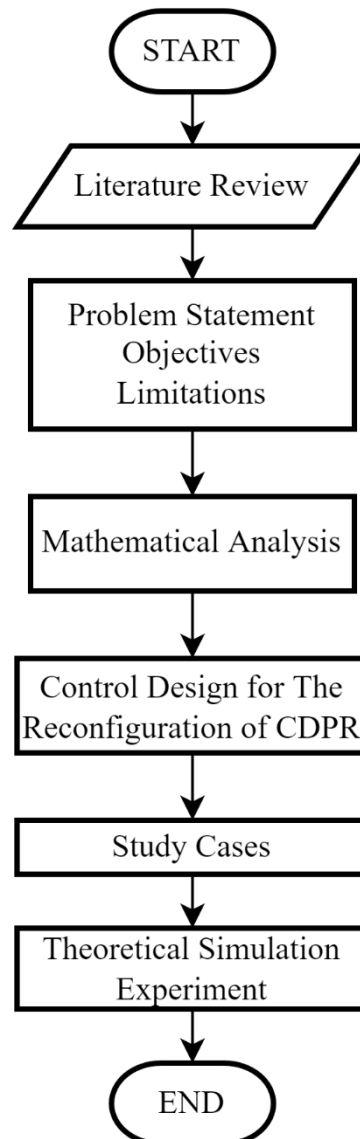 START
Literature Review
Problem Statement
Objectives
Limitations
Mathematical Analysis
Control Design for The
Reconfiguration of CDPR
Study Cases
Theoretical Simulation
Experiment
END